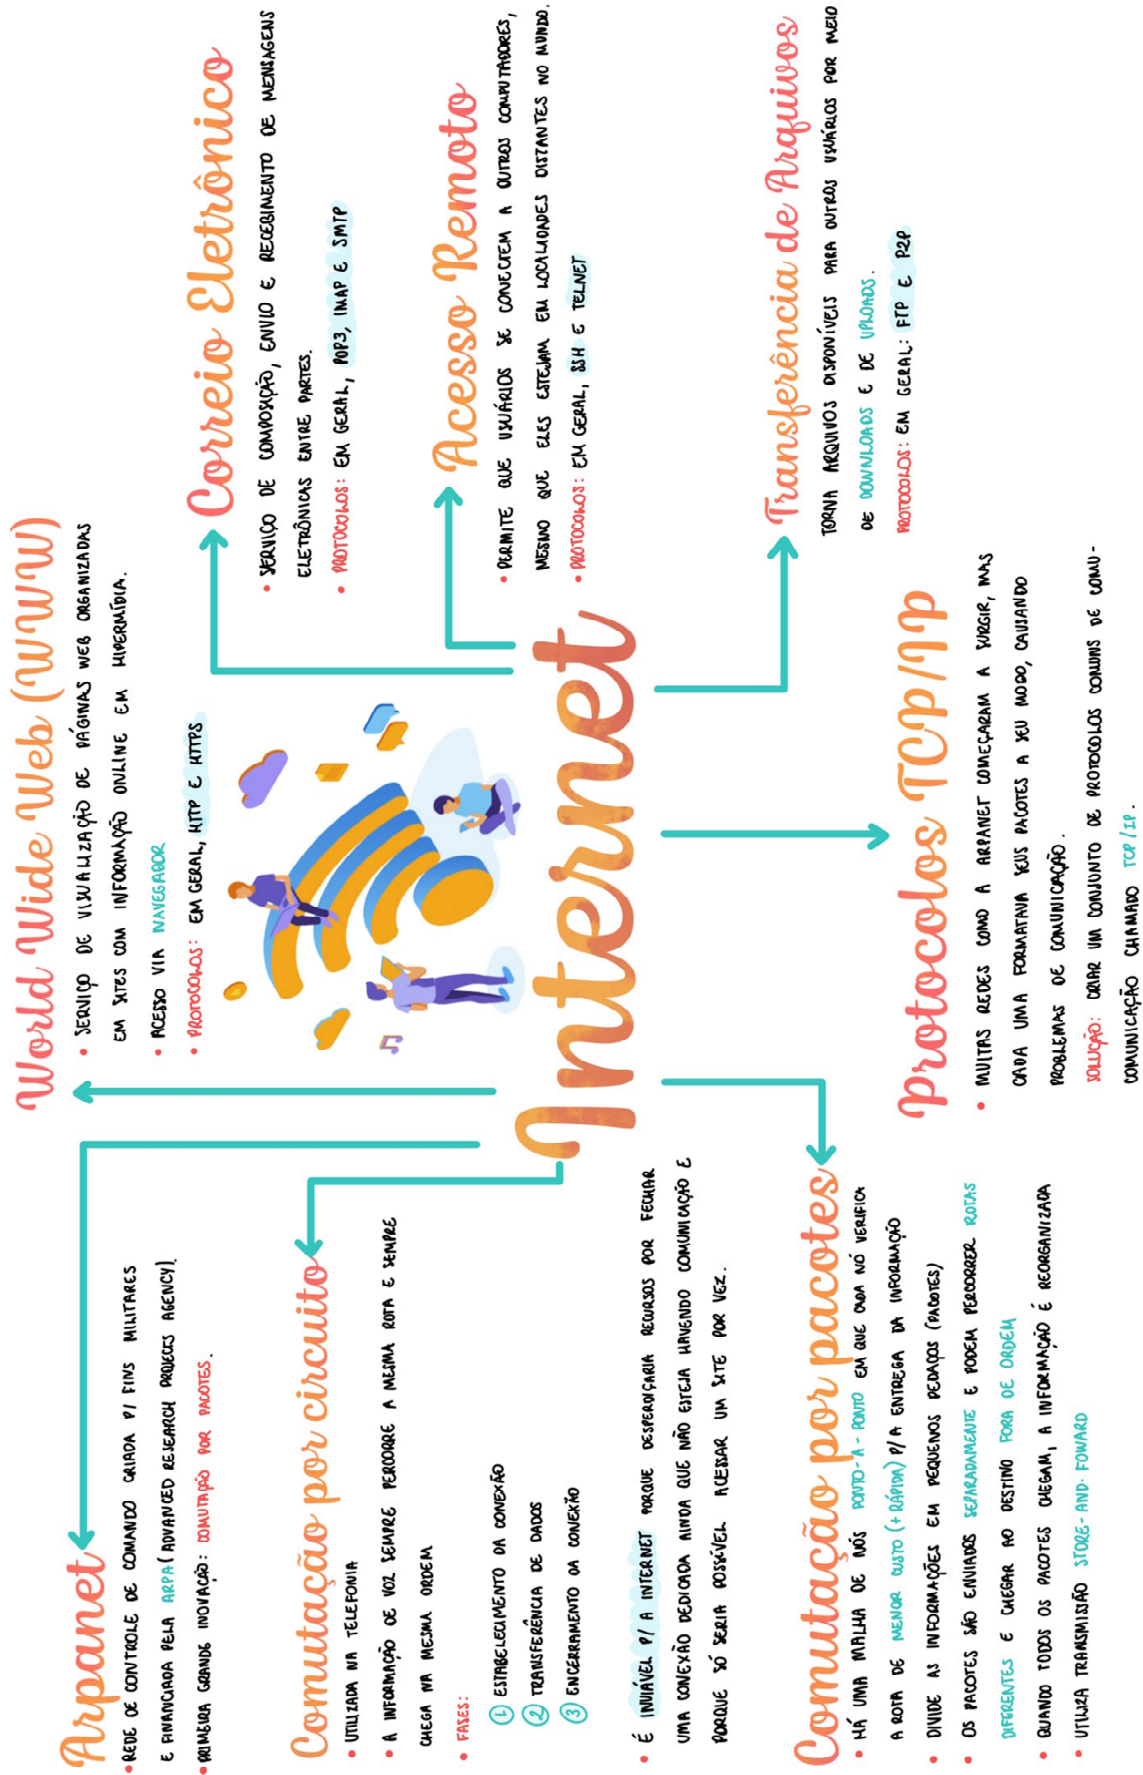 Arpanet
• REDE DE CONTROLE DE COMANDO CRIADA P/ FINS MILITARES
E FINANCIADA PELA ARPA (ADVANCED RESEARCH PROJECTS AGENCY)
• PRIMEIRA GRANDE INOVAÇÃO: COMUTAÇÃO POR PACOTES.
Comutação por circuito
• UTILIZADA NA TELEFONIA
• A INFORMAÇÃO DE VOZ SEMPRE PERCORRE A MESMA ROTA E SEMPRE
CHEGA NA MESMA ORDEM
• FASES:
① ESTABELECIMENTO DA CONEXÃO
② TRANSFERÊNCIA DE DADOS
③ ENCERRAMENTO DA CONEXÃO
• É INVIÁVEL P/ A INTERNET PORQUE DESPERDIÇARIA RECURSOS POR FECHAR
UMA CONEXÃO DEDICADA AINDA QUE NÃO ESTEJA HAVENDO COMUNICAÇÃO E
PORQUE SÓ SERIA POSSÍVEL ACESSAR UM SITE POR VEZ.
Comutação por pacotes
• HÁ UMA MALHA DE NÓS PONTO-A-PONTO EM QUE CADA NÓ VERIFICA
A ROTA DE MENOR CUSTO (+ RÁPIDA) P/ A ENTREGA DA INFORMAÇÃO
• DIVIDE AS INFORMAÇÕES EM PEQUENOS PEDAÇOS (PACOTES)
• OS PACOTES SÃO ENVIADOS SEPARADAMENTE E PODEM PERCORRER ROTAS
DIFERENTES E CHEGAR AO DESTINO FORA DE ORDEM
• QUANDO TODOS OS PACOTES CHEGAM, A INFORMAÇÃO É REORGANIZADA
• UTILIZA TRANSMISSÃO STORE-AND-FOWARD
World Wide Web (WWW)
• SERVIÇO DE VISUALIZAÇÃO DE PÁGINAS WEB ORGANIZADAS
EM SITES COM INFORMAÇÃO ONLINE EM HIPERMÍDIA.
• ACESSO VIA NAVEGADOR
• PROTOCOLOS: EM GERAL, HTTP E HTTPS
Internet
Protocolos TCP/IP
• MUITAS REDES COMO A ARPANET COMEÇARAM A SURGIR, MAS
CADA UMA FORMATAVA SEUS PACOTES A SEU MODO, CAUSANDO
PROBLEMAS DE COMUNICAÇÃO.
SOLUÇÃO: CRIAR UM CONJUNTO DE PROTOCOLOS COMUNS DE COMU-
COMUNICAÇÃO CHAMADO TCP/IP.
Correio Eletrônico
• SERVIÇO DE COMPOSIÇÃO, ENVIO E RECEBIMENTO DE MENSAGENS
ELETRÔNICAS ENTRE PARTES.
• PROTOCOLOS: EM GERAL, POP3, IMAP E SMTP
Acesso Remoto
• PERMITE QUE USUÁRIOS SE CONECTEM A OUTROS COMPUTADORES,
MESMO QUE ELES ESTEJAM EM LOCALIDADES DISTANTES NO MUNDO.
• PROTOCOLOS: EM GERAL, SSH E TELNET
Transferência de Arquivos
TORNA ARQUIVOS DISPONÍVEIS PARA OUTROS USUÁRIOS POR MEIO
DE DOWNLOADS E DE UPLOADS.
PROTOCOLOS: EM GERAL: FTP E P2P